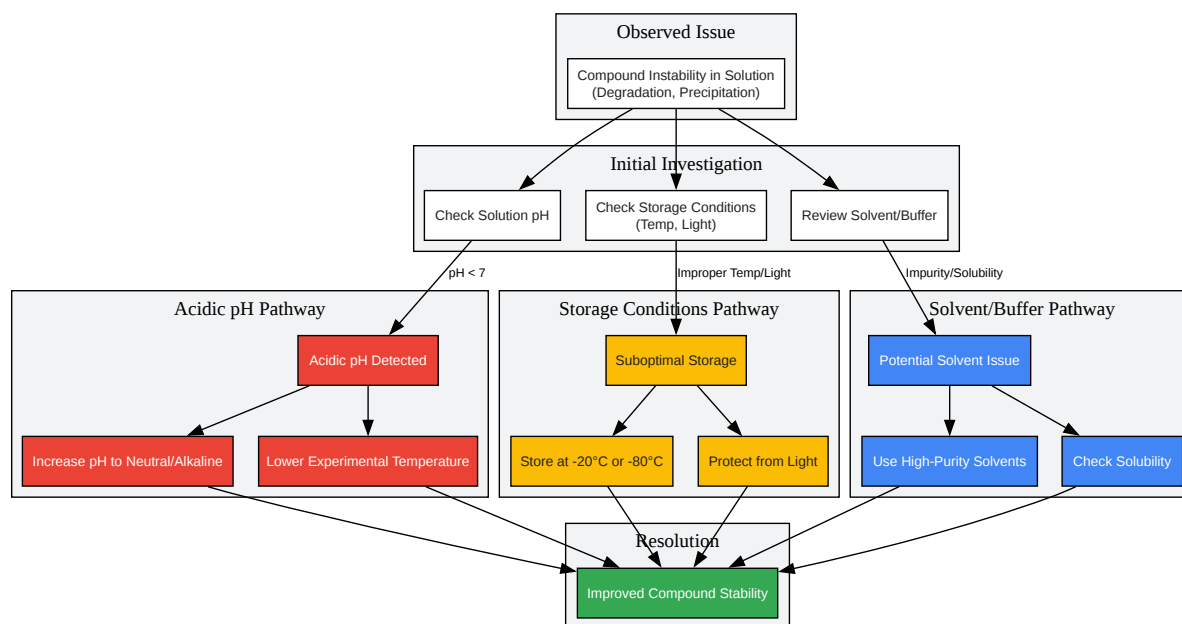 Observed Issue
Compound Instability in Solution
(Degradation, Precipitation)
Initial Investigation
Check Solution pH
Check Storage Conditions
(Temp, Light)
Review Solvent/Buffer
pH < 7
Improper Temp/Light
Impurity/Solubility
Acidic pH Pathway
Storage Conditions Pathway
Solvent/Buffer Pathway
Acidic pH Detected
Suboptimal Storage
Potential Solvent Issue
Increase pH to Neutral/Alkaline
Lower Experimental Temperature
Store at -20°C or -80°C
Protect from Light
Use High-Purity Solvents
Check Solubility
Resolution
Improved Compound Stability